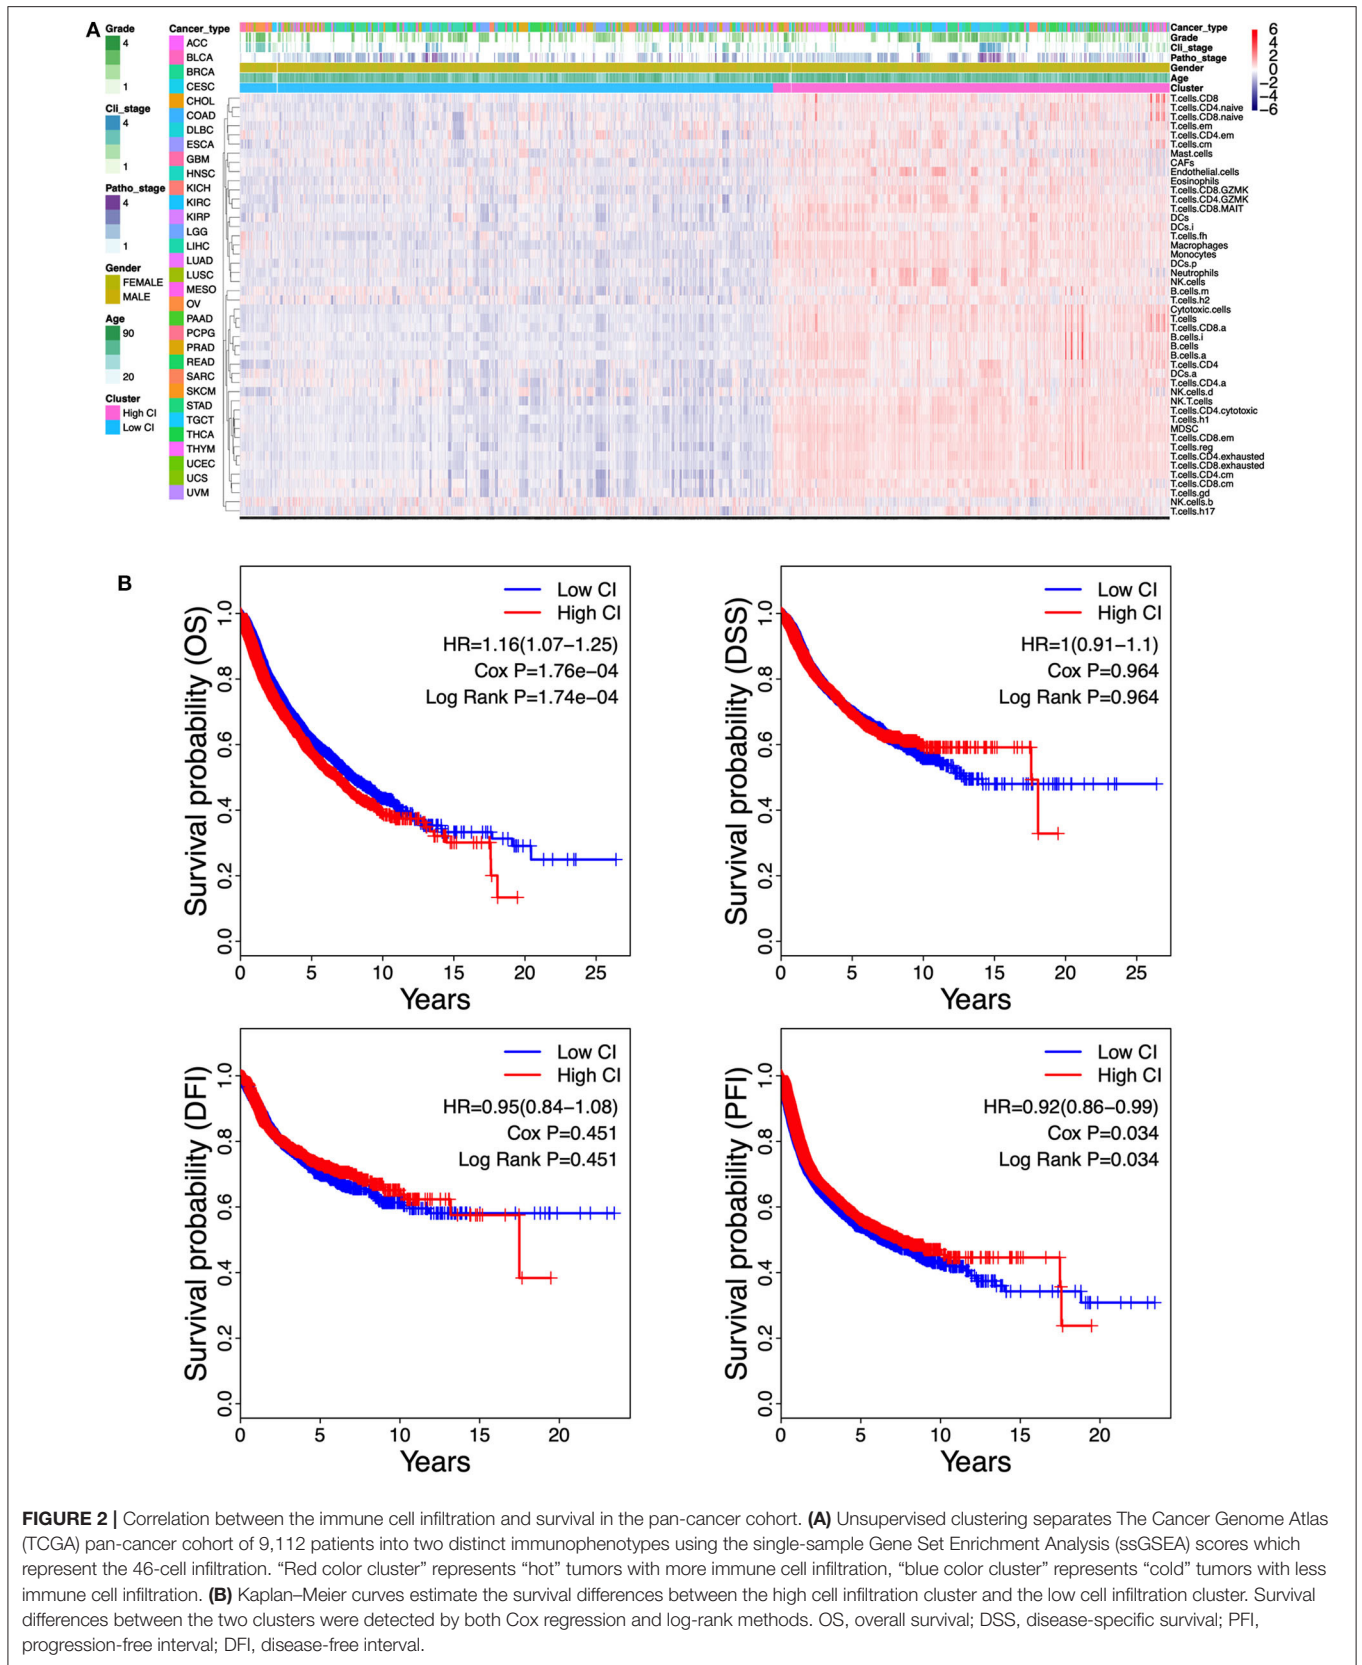 A
Grade
4
1
Cli_stage
4
1
Patho_stage
4
1
Gender
FEMALE
MALE
Age
90
20
Cluster
High CI
Low CI
Cancer_type
ACC
BLCA
BRCA
CESC
CHOL
COAD
DLBC
ESCA
GBM
HNSC
KICH
KIRC
KIRP
LGG
LIHC
LUAD
LUSC
MESO
OV
PAAD
PCPG
PRAD
READ
SARC
SKCM
STAD
TGCT
THCA
THYM
UCEC
UCS
UVM
Cancer_type
Grade
Cli_stage
Patho_stage
Gender
Age
Cluster
T.cells.CD8
T.cells.CD4.naive
T.cells.CD8.naive
T.cells.em
T.cells.CD4.em
T.cells.cm
Mast.cells
CAFs
Endothelial.cells
Eosinophils
T.cells.CD8.GZMK
T.cells.CD4.GZMK
T.cells.CD8.MAIT
DCs
DCs.i
T.cells.fh
Macrophages
Monocytes
DCs.p
Neutrophils
NK.cells
B.cells.m
T.cells.h2
Cytotoxic.cells
T.cells
T.cells.CD8.a
B.cells.i
B.cells
B.cells.a
T.cells.CD4
DCs.a
T.cells.CD4.a
NK.cells.d
NK.T.cells
T.cells.CD4.cytotoxic
T.cells.h1
MDSC
T.cells.CD8.em
T.cells.reg
T.cells.CD4.exhausted
T.cells.CD8.exhausted
T.cells.CD4.cm
T.cells.CD8.cm
T.cells.gd
NK.cells.b
T.cells.h17
6
4
2
0
−2
−4
−6
B
Low CI
High CI
HR=1.16(1.07−1.25)
Cox P=1.76e−04
Log Rank P=1.74e−04
Survival probability (OS)
0.0 0.2 0.4 0.6 0.8 1.0
0 5 10 15 20 25
Years
Low CI
High CI
HR=1(0.91−1.1)
Cox P=0.964
Log Rank P=0.964
Survival probability (DSS)
0.0 0.2 0.4 0.6 0.8 1.0
0 5 10 15 20 25
Years
Low CI
High CI
HR=0.95(0.84−1.08)
Cox P=0.451
Log Rank P=0.451
Survival probability (DFI)
0.0 0.2 0.4 0.6 0.8 1.0
0 5 10 15 20
Years
Low CI
High CI
HR=0.92(0.86−0.99)
Cox P=0.034
Log Rank P=0.034
Survival probability (PFI)
0.0 0.2 0.4 0.6 0.8 1.0
0 5 10 15 20
Years
FIGURE 2 | Correlation between the immune cell infiltration and survival in the pan-cancer cohort. (A) Unsupervised clustering separates The Cancer Genome Atlas
(TCGA) pan-cancer cohort of 9,112 patients into two distinct immunophenotypes using the single-sample Gene Set Enrichment Analysis (ssGSEA) scores which
represent the 46-cell infiltration. “Red color cluster” represents “hot” tumors with more immune cell infiltration, “blue color cluster” represents “cold” tumors with less
immune cell infiltration. (B) Kaplan–Meier curves estimate the survival differences between the high cell infiltration cluster and the low cell infiltration cluster. Survival
differences between the two clusters were detected by both Cox regression and log-rank methods. OS, overall survival; DSS, disease-specific survival; PFI,
progression-free interval; DFI, disease-free interval.